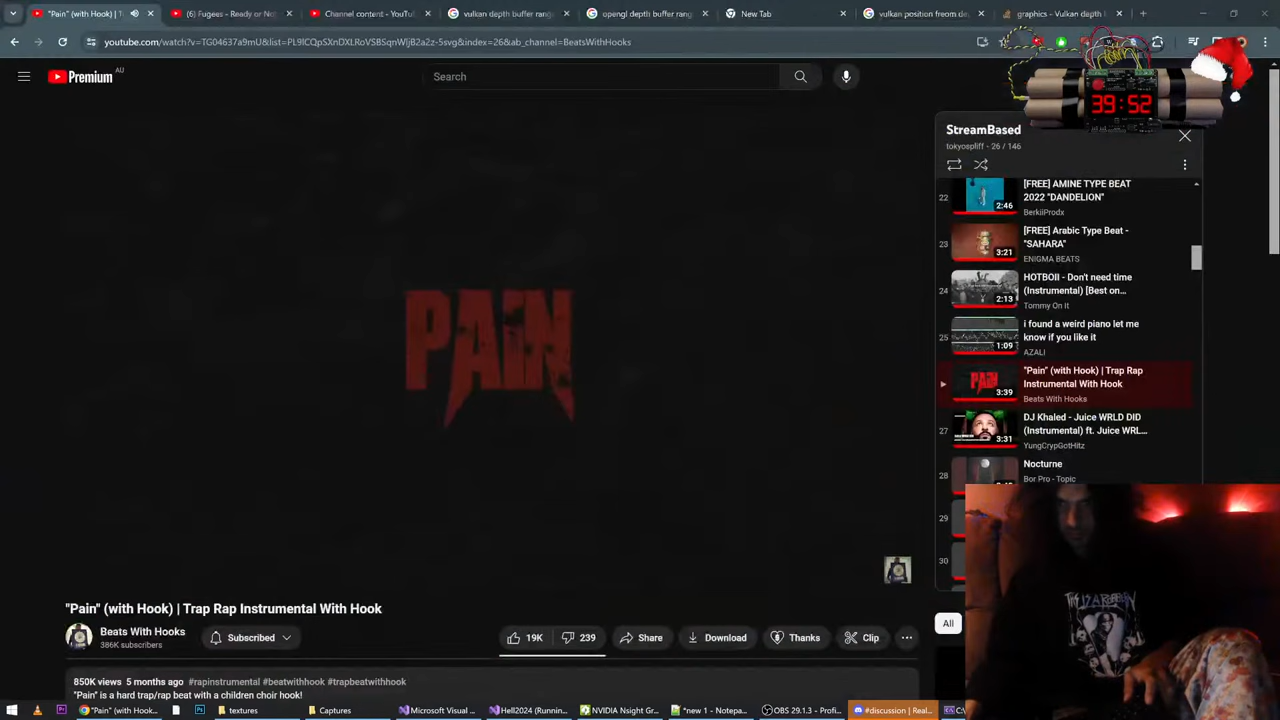 "Pain" (with Hook) | T
(6) Fugees - Ready or Not
Channel content - YouT
vulkan depth buffer range
opengl depth buffer rang
New Tab
vulkan position freom de
graphics - Vulkan depth
youtube.com/watch?v=TG04637a9mU&list=PL9lCQpSXnDXLRoVSBSqnWljB2a2z-5svg&index=26&ab_channel=BeatsWithHooks
Premium
AU
Search
39:52
StreamBased
tokyospliff - 26 / 146
22
[FREE] AMINE TYPE BEAT
2022 "DANDELION"
2:46
BerkiiProdx
23
[FREE] Arabic Type Beat -
"SAHARA"
3:21
ENIGMA BEATS
24
HOTBOII - Don't need time
(Instrumental) [Best on...
2:13
Tommy On It
25
i found a weird piano let me
know if you like it
1:09
AZALI
PAIN
"Pain" (with Hook) | Trap Rap
Instrumental With Hook
3:39
Beats With Hooks
27
DJ Khaled - Juice WRLD DID
(Instrumental) ft. Juice WRL...
3:31
YungCrypGotHitz
28
Nocturne
Bor Pro - Topic
29
30
PAIN
"Pain" (with Hook) | Trap Rap Instrumental With Hook
Beats With Hooks
386K subscribers
Subscribed
19K
239
Share
Download
Thanks
Clip
All
850K views 5 months ago #rapinstrumental #beatwithhook #trapbeatwithhook
"Pain" is a hard trap/rap beat with a children choir hook!
"Pain" (with Hook...
textures
Captures
Microsoft Visual ...
Hell2024 (Runnin...
NVIDIA Nsight Gr...
*new 1 - Notepa...
OBS 29.1.3 - Profi...
#discussion | Real...
C:\